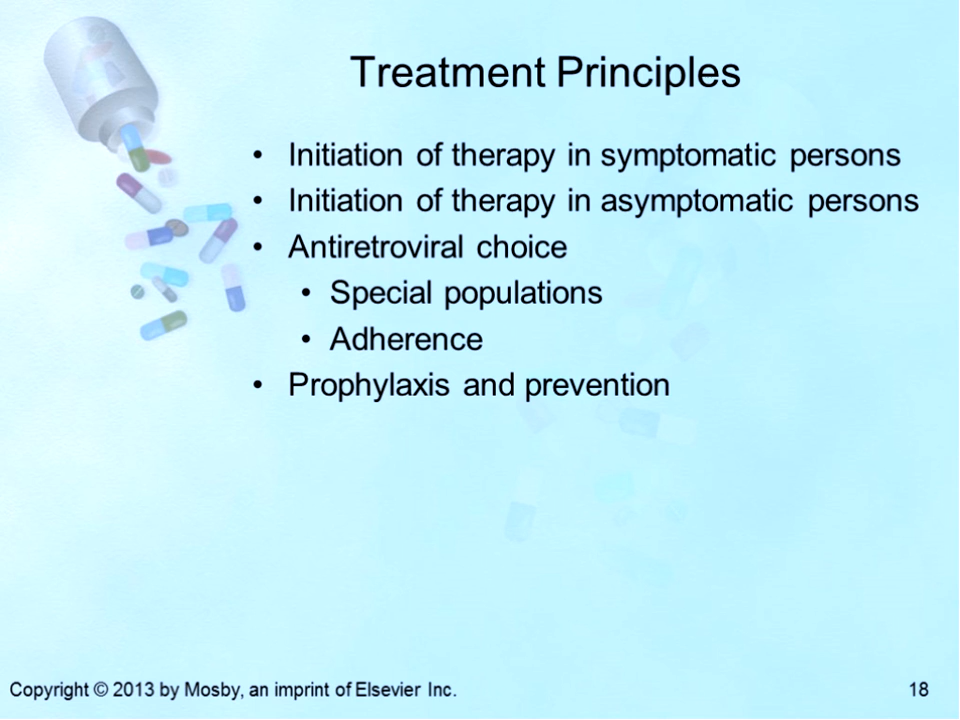 Treatment Principles
• Initiation of therapy in symptomatic persons
• Initiation of therapy in asymptomatic persons
• Antiretroviral choice
• Special populations
• Adherence
• Prophylaxis and prevention
Copyright © 2013 by Mosby, an imprint of Elsevier Inc.
18